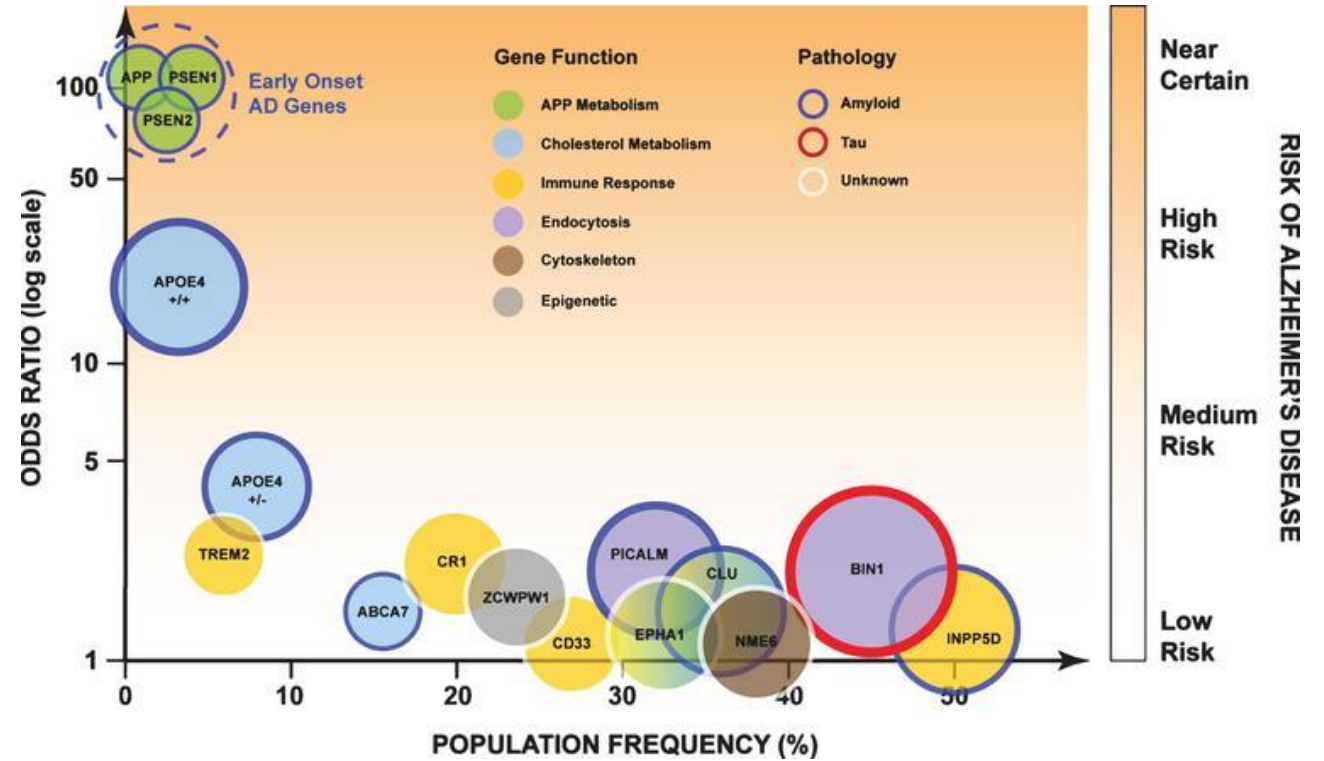 ODDS RATIO (log scale)
100
50
10
5
1
APP
PSEN1
PSEN2
Early Onset
AD Genes
Gene Function
APP Metabolism
Cholesterol Metabolism
Immune Response
Endocytosis
Cytoskeleton
Epigenetic
Pathology
Amyloid
Tau
Unknown
APOE4
+/+
APOE4
+/-
TREM2
ABCA7
CR1
ZCWPW1
CD33
PICALM
CLU
EPHA1
NME6
BIN1
INPP5D
0
10
20
30
40
50
POPULATION FREQUENCY (%)
Near
Certain
High
Risk
Medium
Risk
Low
Risk
RISK OF ALZHEIMER'S DISEASE